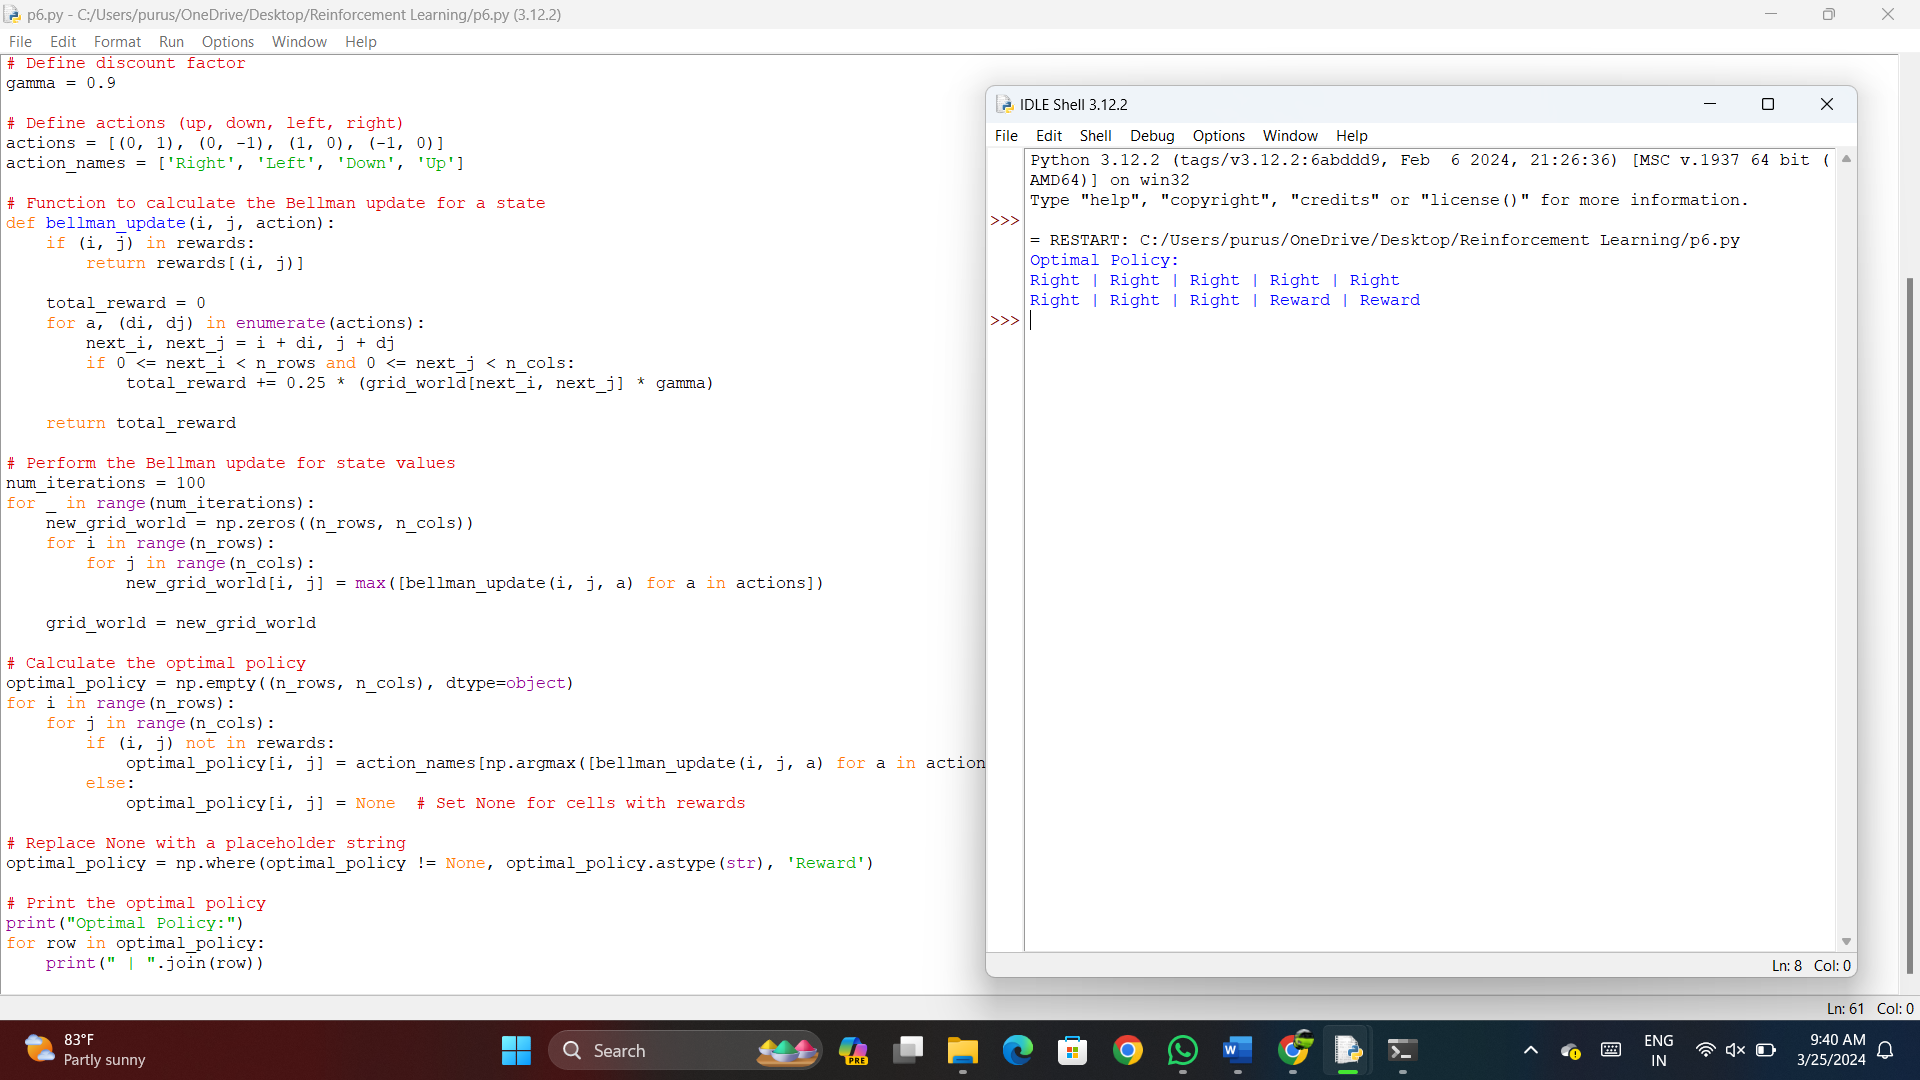 p6.py - C:/Users/purus/OneDrive/Desktop/Reinforcement Learning/p6.py (3.12.2)
File Edit Format Run Options Window Help
# Define discount factor
gamma = 0.9

# Define actions (up, down, left, right)
actions = [(0, 1), (0, -1), (1, 0), (-1, 0)]
action_names = ['Right', 'Left', 'Down', 'Up']

# Function to calculate the Bellman update for a state
def bellman_update(i, j, action):
    if (i, j) in rewards:
        return rewards[(i, j)]

    total_reward = 0
    for a, (di, dj) in enumerate(actions):
        next_i, next_j = i + di, j + dj
        if 0 <= next_i < n_rows and 0 <= next_j < n_cols:
            total_reward += 0.25 * (grid_world[next_i, next_j] * gamma)

    return total_reward

# Perform the Bellman update for state values
num_iterations = 100
for _ in range(num_iterations):
    new_grid_world = np.zeros((n_rows, n_cols))
    for i in range(n_rows):
        for j in range(n_cols):
            new_grid_world[i, j] = max([bellman_update(i, j, a) for a in actions])

    grid_world = new_grid_world

# Calculate the optimal policy
optimal_policy = np.empty((n_rows, n_cols), dtype=object)
for i in range(n_rows):
    for j in range(n_cols):
        if (i, j) not in rewards:
            optimal_policy[i, j] = action_names[np.argmax([bellman_update(i, j, a) for a in action
        else:
            optimal_policy[i, j] = None  # Set None for cells with rewards

# Replace None with a placeholder string
optimal_policy = np.where(optimal_policy != None, optimal_policy.astype(str), 'Reward')

# Print the optimal policy
print("Optimal Policy:")
for row in optimal_policy:
    print(" | ".join(row))
IDLE Shell 3.12.2
File Edit Shell Debug Options Window Help
Python 3.12.2 (tags/v3.12.2:6abddd9, Feb  6 2024, 21:26:36) [MSC v.1937 64 bit (
AMD64)] on win32
Type "help", "copyright", "credits" or "license()" for more information.
>>>
= RESTART: C:/Users/purus/OneDrive/Desktop/Reinforcement Learning/p6.py
Optimal Policy:
Right | Right | Right | Right | Right
Right | Right | Right | Reward | Reward
>>>
Ln: 8 Col: 0
Ln: 61 Col: 0
83°F
Partly sunny
Search
PRE
W
ENG
IN
9:40 AM
3/25/2024